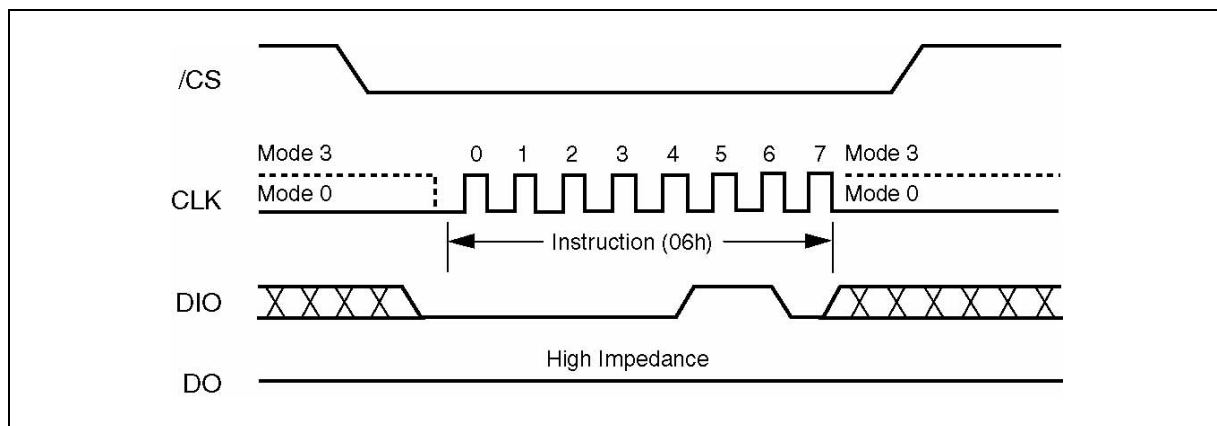 /CS
Mode 3 0 1 2 3 4 5 6 7 Mode 3
CLK Mode 0 Mode 0
Instruction (06h)
DIO
High Impedance
DO